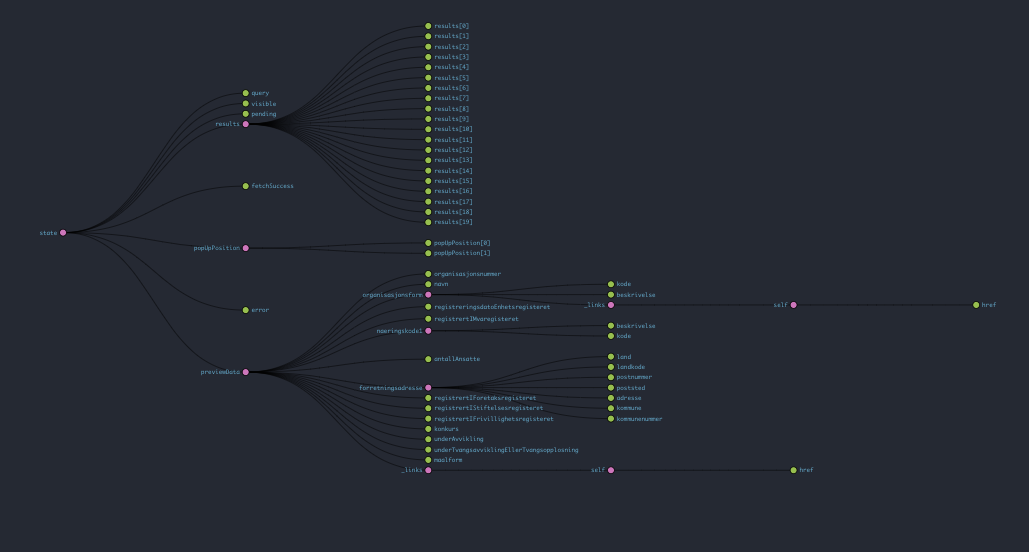 state
query
visible
pending
results
results[0]
results[1]
results[2]
results[3]
results[4]
results[5]
results[6]
results[7]
results[8]
results[9]
results[10]
results[11]
results[12]
results[13]
results[14]
results[15]
results[16]
results[17]
results[18]
results[19]
fetchSuccess
popUpPosition
popUpPosition[0]
popUpPosition[1]
error
previewData
organisasjonsnummer
navn
organisasjonsform
kode
beskrivelse
_links
self
href
registreringsdatoEnhetsregisteret
registrertIMvaregisteret
naeringskode1
beskrivelse
kode
antallAnsatte
forretningsadresse
land
landkode
postnummer
poststed
adresse
kommune
kommunenummer
registrertIForetaksregisteret
registrertIStiftelsesregisteret
registrertIFrivillighetsregisteret
konkurs
underAvvikling
underTvangsavviklingEllerTvangsopplosning
maalform
_links
self
href